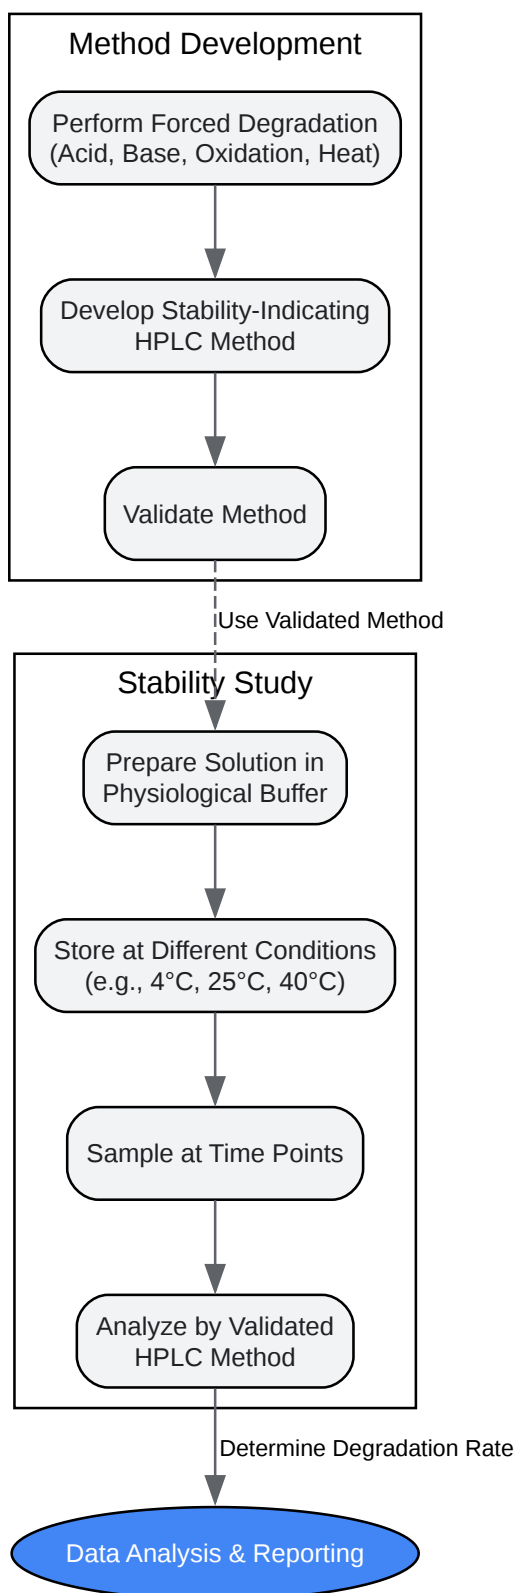 Method Development
Perform Forced Degradation
(Acid, Base, Oxidation, Heat)
Develop Stability-Indicating
HPLC Method
Validate Method
Use Validated Method
Stability Study
Prepare Solution in
Physiological Buffer
Store at Different Conditions
(e.g., 4°C, 25°C, 40°C)
Sample at Time Points
Analyze by Validated
HPLC Method
Determine Degradation Rate
Data Analysis & Reporting